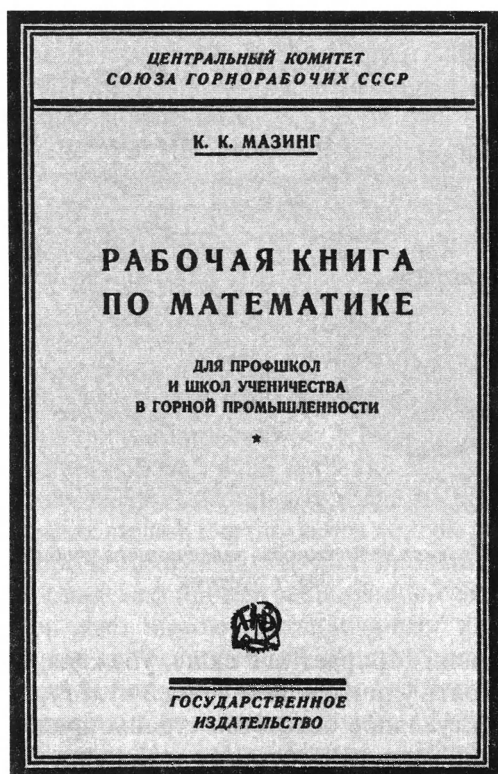 ЦЕНТРАЛЬНЫЙ КОМИТЕТ
СОЮЗА ГОРНОРАБОЧИХ СССР
К. К. МАЗИНГ
РАБОЧАЯ КНИГА
ПО МАТЕМАТИКЕ
ДЛЯ ПРОФШКОЛ
И ШКОЛ УЧЕНИЧЕСТВА
В ГОРНОЙ ПРОМЫШЛЕННОСТИ
ГОСУДАРСТВЕННОЕ
ИЗДАТЕЛЬСТВО